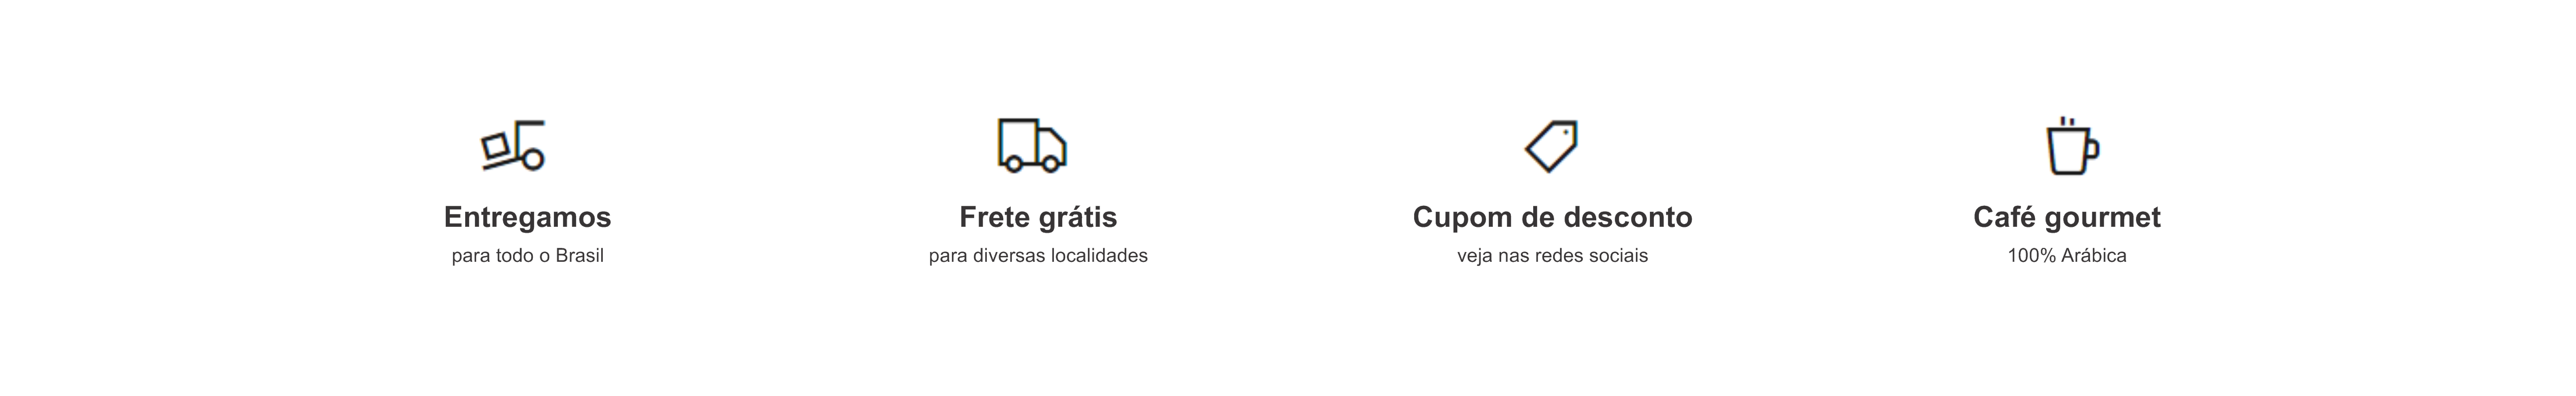 Entregamos
para todo o Brasil
Frete grátis
para diversas localidades
Cupom de desconto
veja nas redes sociais
Café gourmet
100% Arábica